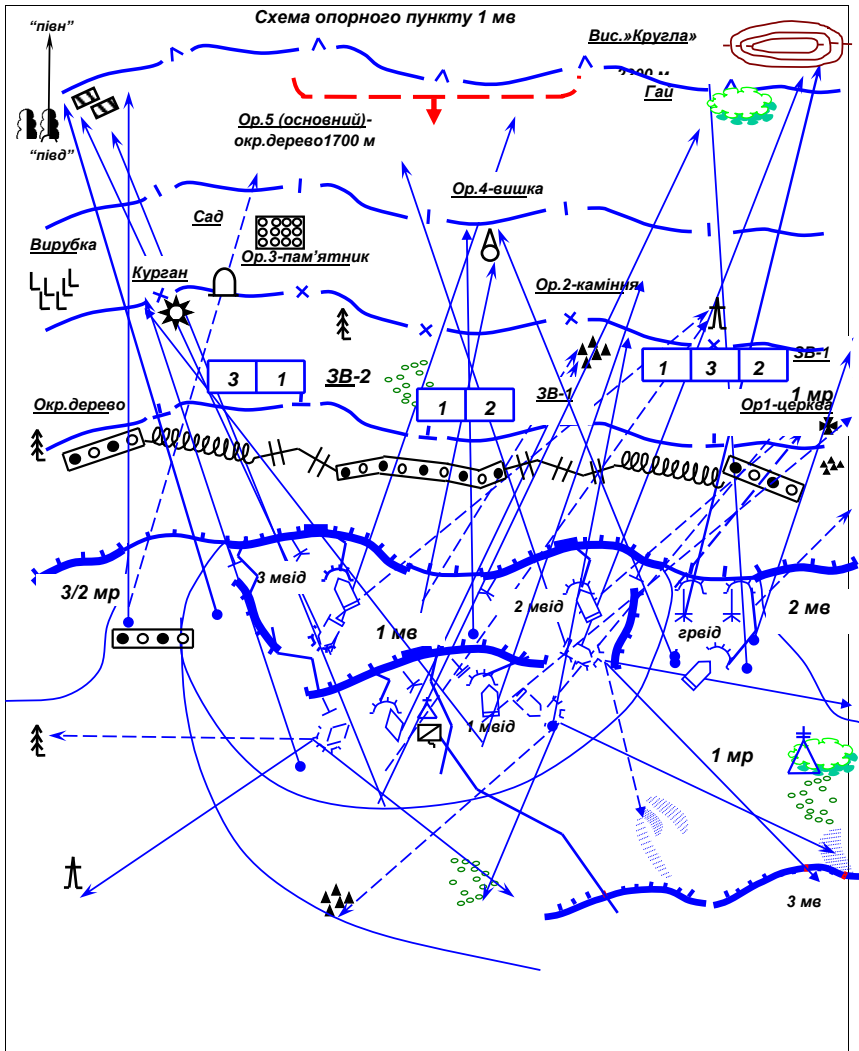 Схема опорного пункту 1 мв
“півн”
Вис.»Кругла»
Гай
“півд”
Ор.5 (основний)-
окр.дерево1700 м
Ор.4-вишка
Сад
Вирубка
Ор.3-пам’ятник
Курган
Ор.2-каміння
3
1
ЗВ-2
1
2
ЗВ-1
1
3
2
ЗВ-1
1 мр
Окр.дерево
Ор1-церква
3 мвід
3/2 мр
2 мвід
2 мв
1 мв
грвід
1 мвід
1 мр
3 мв